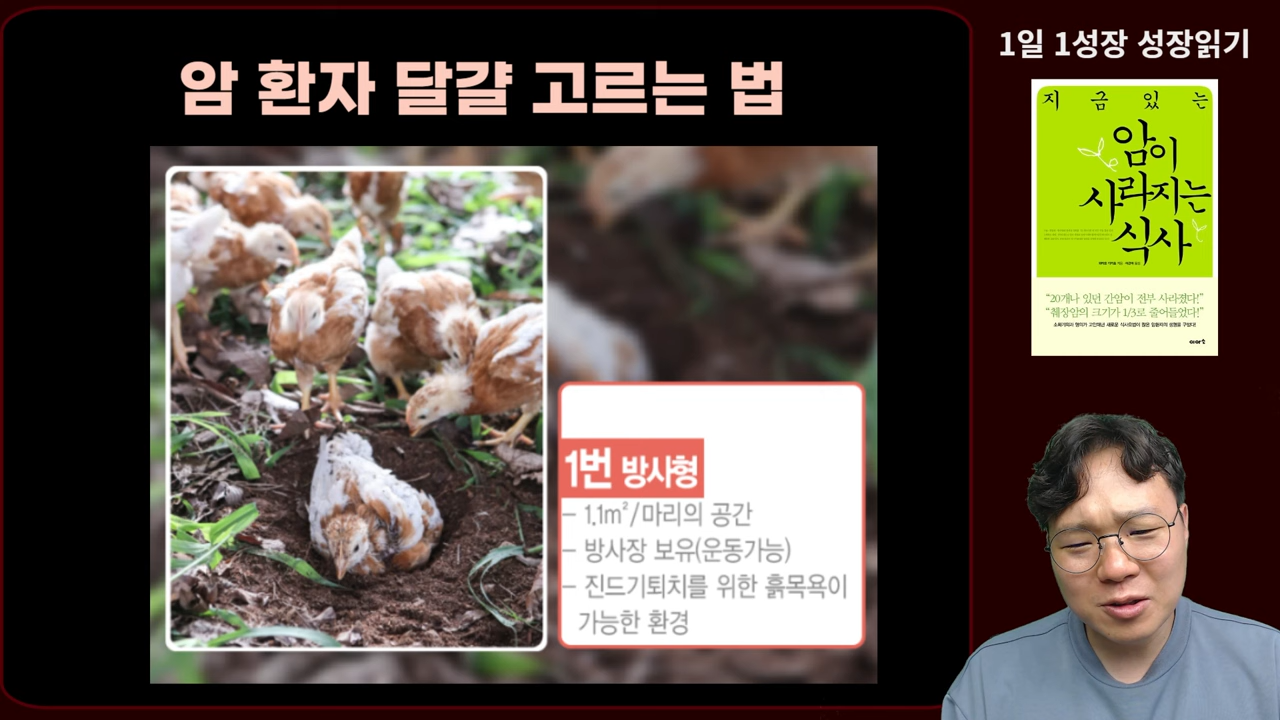 암 환자 달걀 고르는 법
1번 방사형
– 1.1m²/마리의 공간
– 방사장 보유(운동가능)
– 진드기퇴치를 위한 흙목욕이
가능한 환경
1일 1성장 성장읽기
지금있는
암이
사라지는
식사
“20개나 있던 간암이 전부 사라졌다!”
“췌장암의 크기가 1/3로 줄어들었다!”